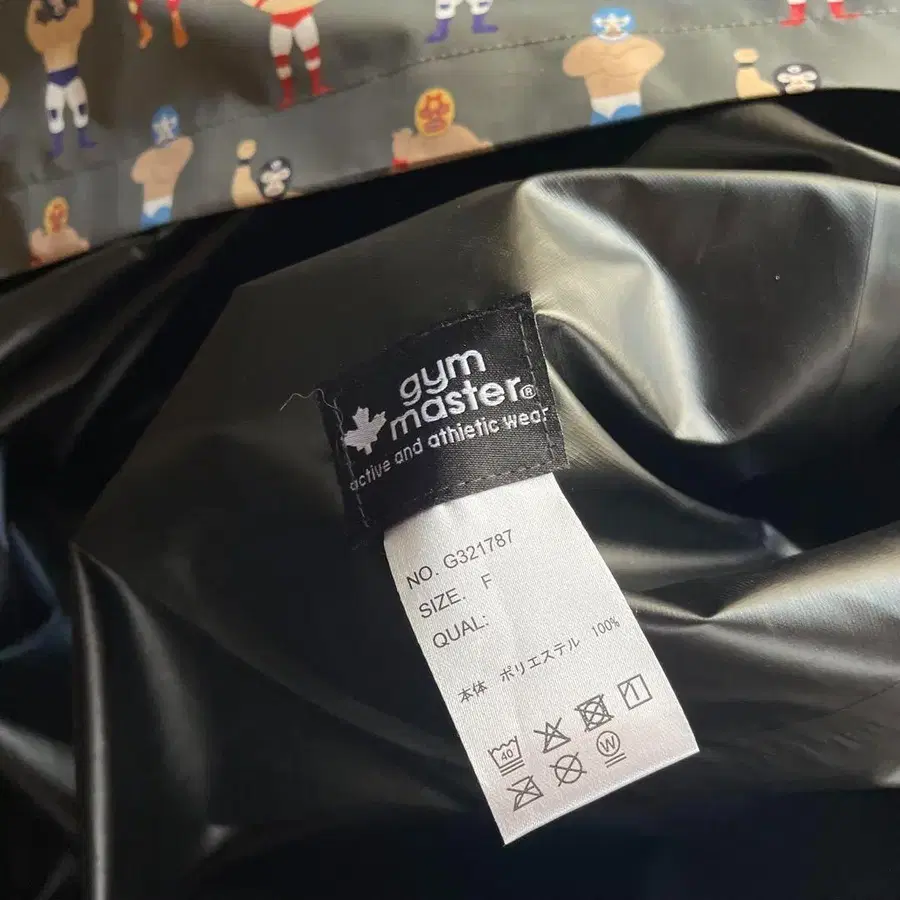 gym
master®
active and athletic wear
NO. G321787
SIZE. F
QUAL:
本体 ポリエステル 100%
40
W